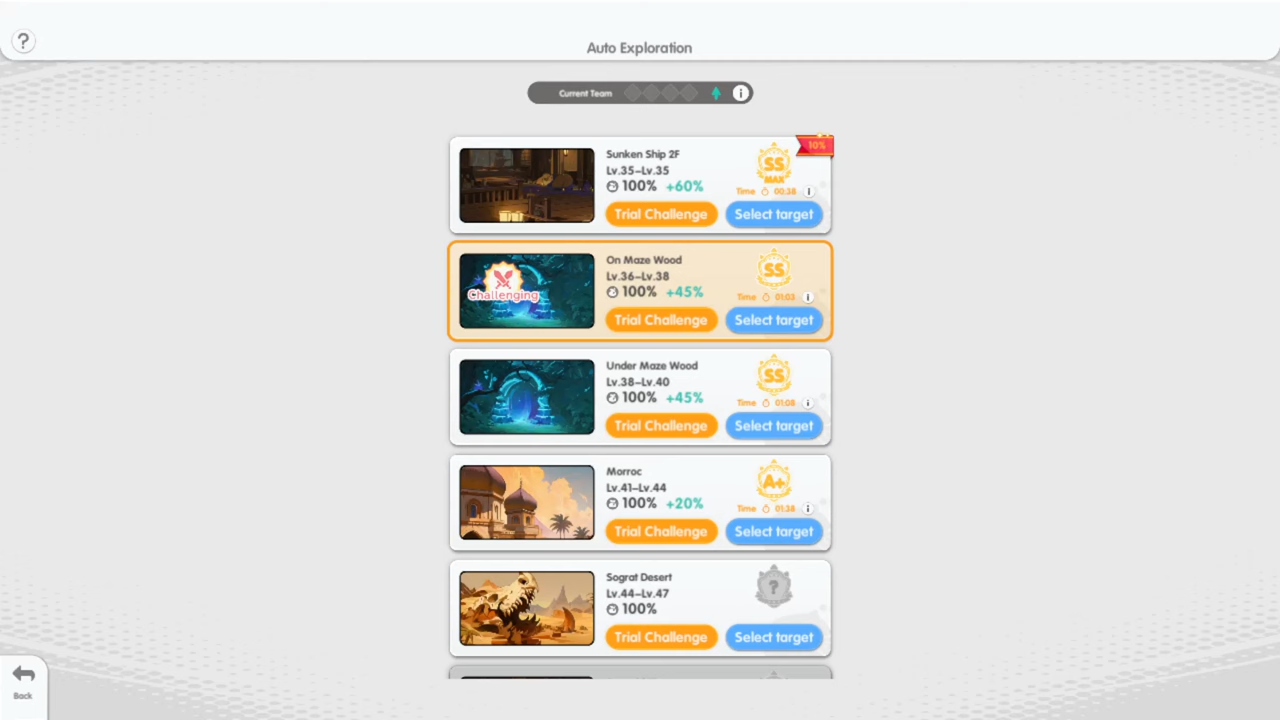 ?
Auto Exploration
Current Team
i
Sunken Ship 2F
Lv.35–Lv.35
100% +60%
SS
MAX
10%
Time 00:38 i
Trial Challenge
Select target
Challenging
On Maze Wood
Lv.36–Lv.38
100% +45%
SS
Time 01:03 i
Trial Challenge
Select target
Under Maze Wood
Lv.38–Lv.40
100% +45%
SS
Time 01:08 i
Trial Challenge
Select target
Morroc
Lv.41–Lv.44
100% +20%
A+
Time 01:38 i
Trial Challenge
Select target
Sograt Desert
Lv.44–Lv.47
100%
?
Trial Challenge
Select target
Back